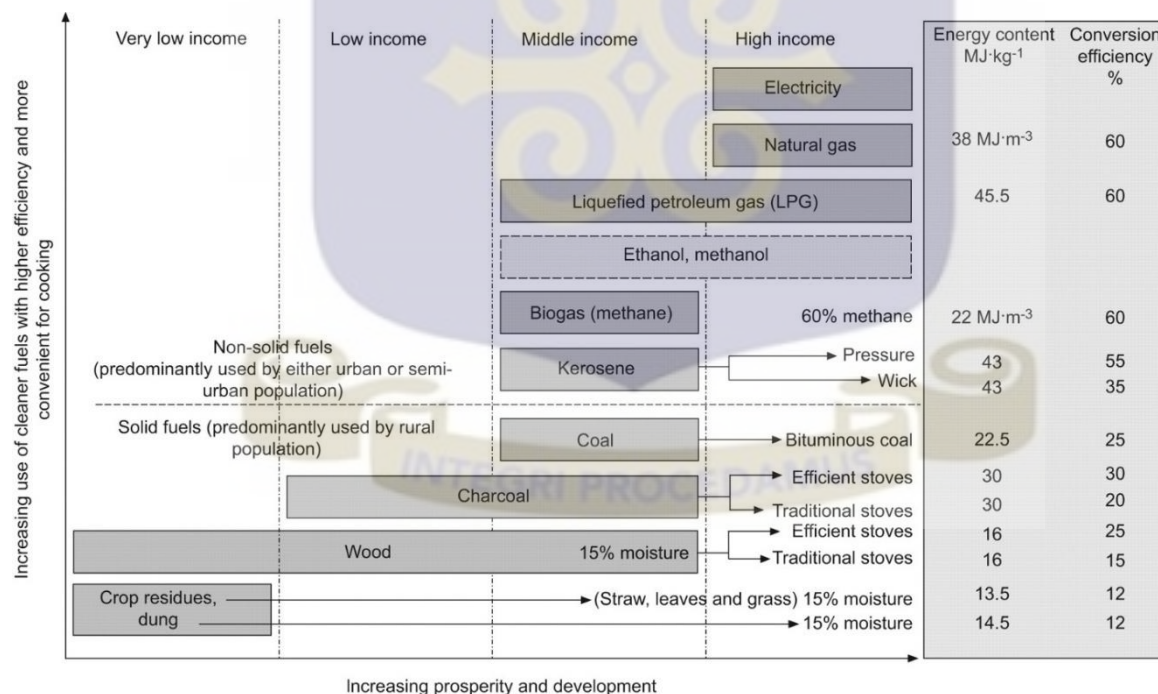 Very low income
Low income
Middle income
High income
Energy content
MJ·kg⁻¹
Conversion
efficiency
%
Electricity
Natural gas
38 MJ·m⁻³
60
Liquefied petroleum gas (LPG)
45.5
60
Ethanol, methanol
Biogas (methane)
60% methane
22 MJ·m⁻³
60
Non-solid fuels
(predominantly used by either urban or semi-
urban population)
Kerosene
Pressure
43
55
Wick
43
35
Solid fuels (predominantly used by rural
population)
Coal
Bituminous coal
22.5
25
INTEGRI PROCEDAMUS
Charcoal
Efficient stoves
30
30
Traditional stoves
30
20
Wood
15% moisture
Efficient stoves
16
25
Traditional stoves
16
15
Crop residues,
dung
(Straw, leaves and grass) 15% moisture
13.5
12
15% moisture
14.5
12
Increasing use of cleaner fuels with higher efficiency and more
convenient for cooking
Increasing prosperity and development